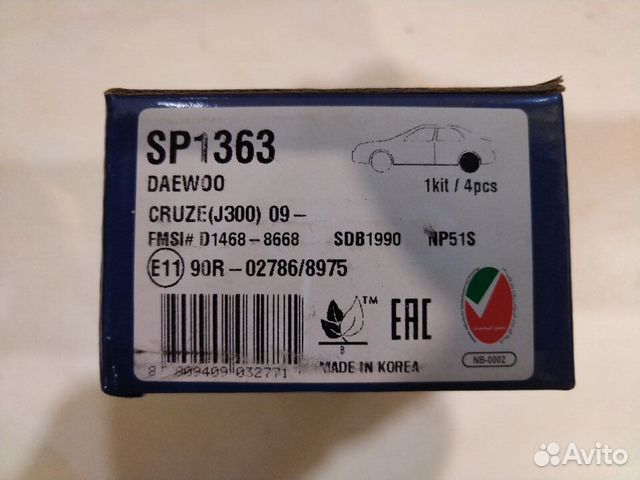 SP1363
DAEWOO
1kit / 4pcs
CRUZE(J300) 09-
FMSI# D1468-8668 SDB1990 NP51S
E11 90R-02786/8975
TM
B
EAC
NB-0002
8 809409 032771
MADE IN KOREA
Avito